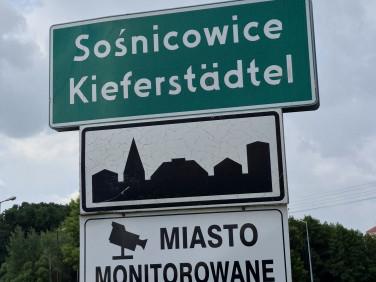 Sośnicowice
Kieferstädtel
MIASTO
MONITOROWANE